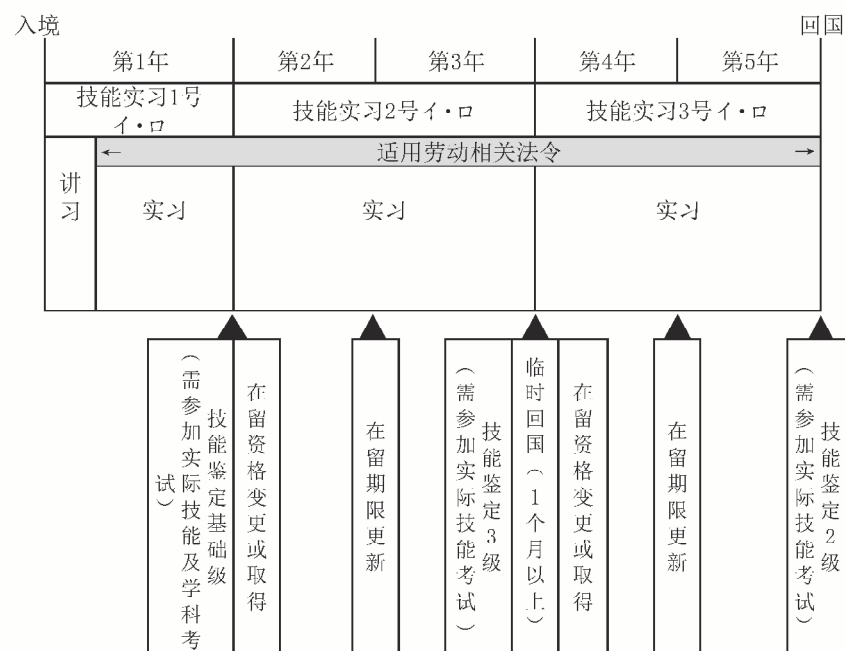 入境
回国
第1年
第2年
第3年
第4年
第5年
技能实习1号
イ·ロ
技能实习2号イ·ロ
技能实习3号イ·ロ
← 适用劳动相关法令 →
讲习
实习
实习
实习
技能鉴定基础级
(需参加实际技能及学科考
试)
在留资格变更或取得
在留期限更新
技能鉴定3级
(需参加实际技能考试)
临时回国(1个月以上)
在留资格变更或取得
在留期限更新
技能鉴定2级
(需参加实际技能考试)